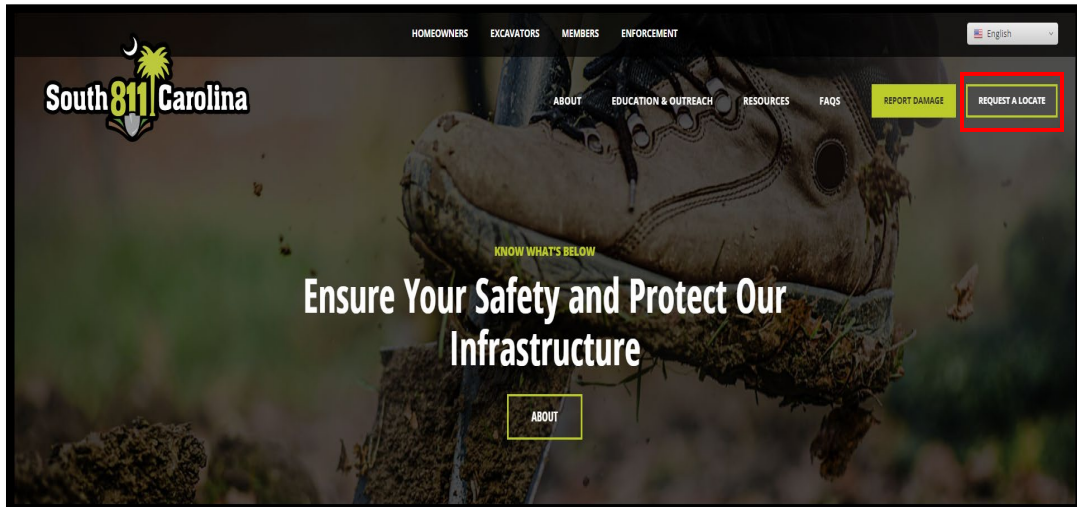 HOMEOWNERS EXCAVATORS MEMBERS ENFORCEMENT
English
South 811 Carolina
ABOUT EDUCATION & OUTREACH RESOURCES FAQS REPORT DAMAGE REQUEST A LOCATE
KNOW WHAT'S BELOW
Ensure Your Safety and Protect Our
Infrastructure
ABOUT